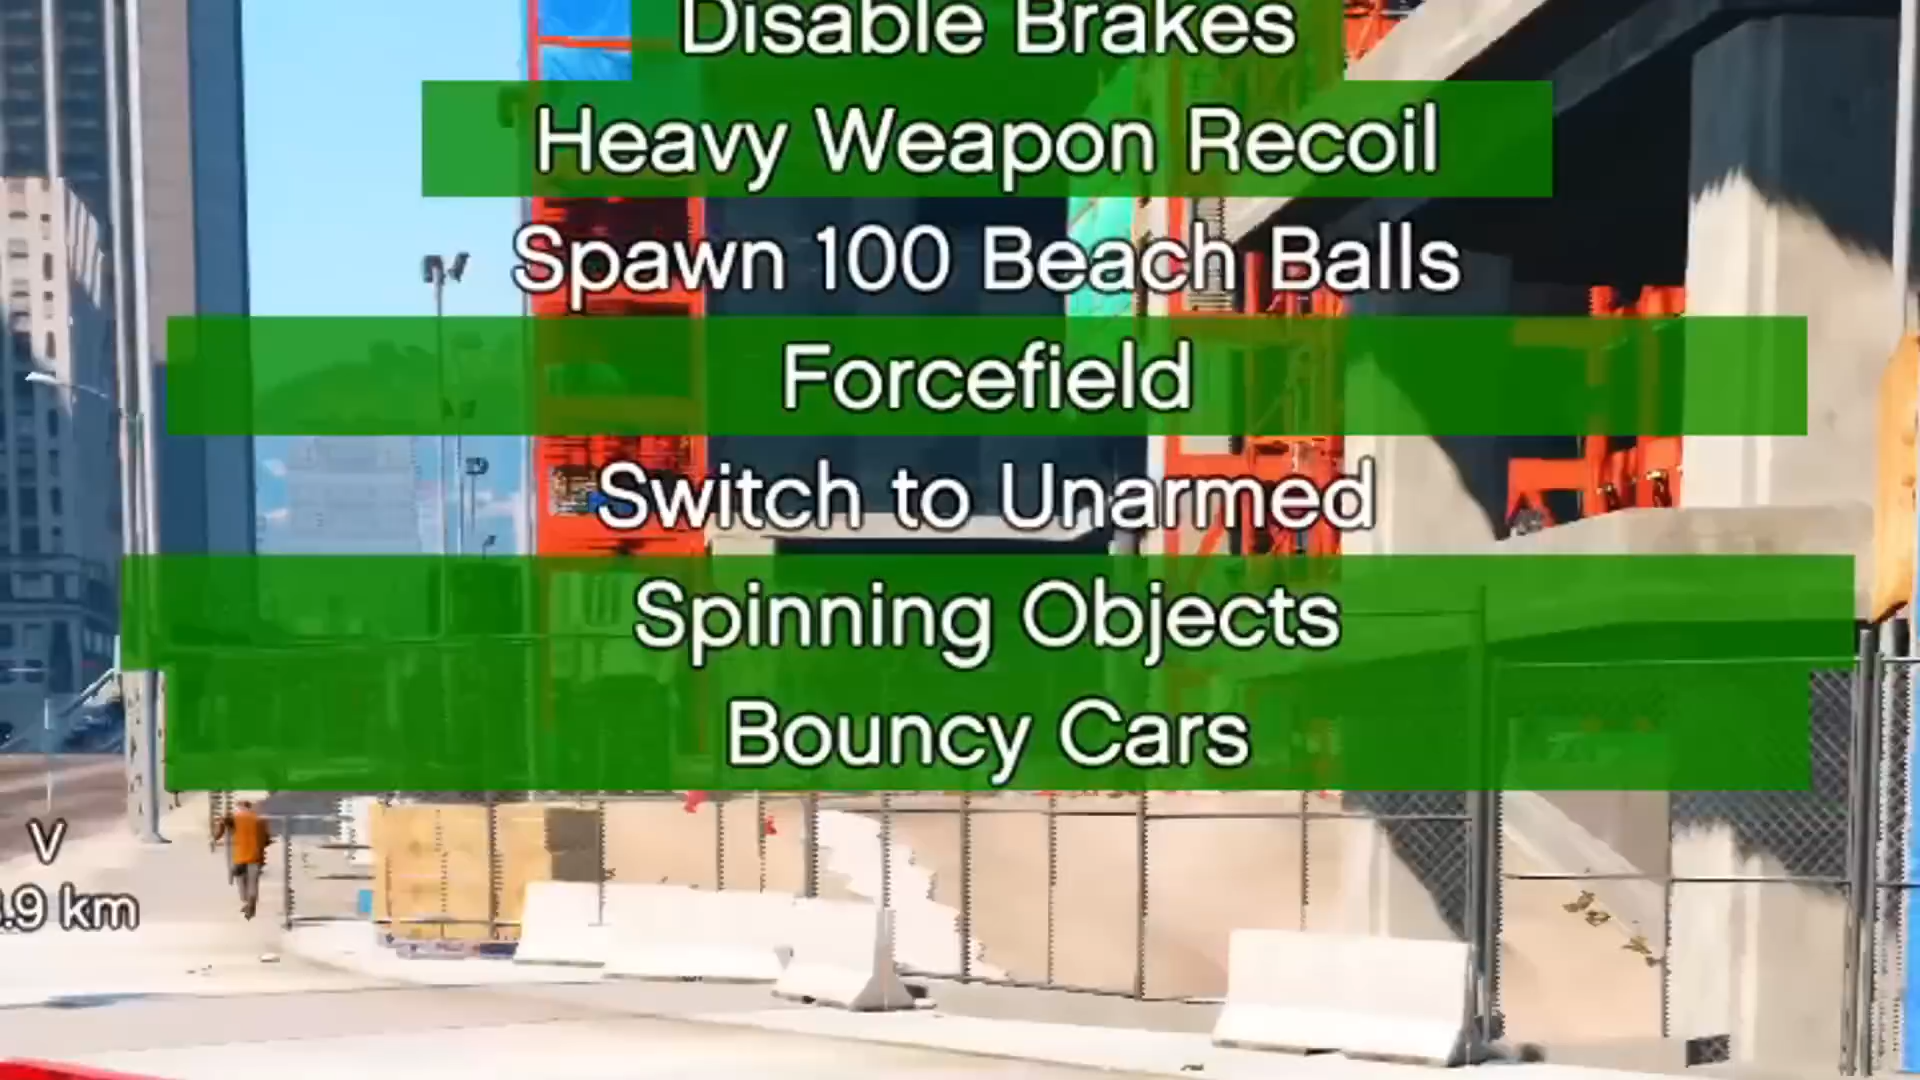 Disable Brakes
Heavy Weapon Recoil
Spawn 100 Beach Balls
Forcefield
Switch to Unarmed
Spinning Objects
Bouncy Cars
V
.9 km